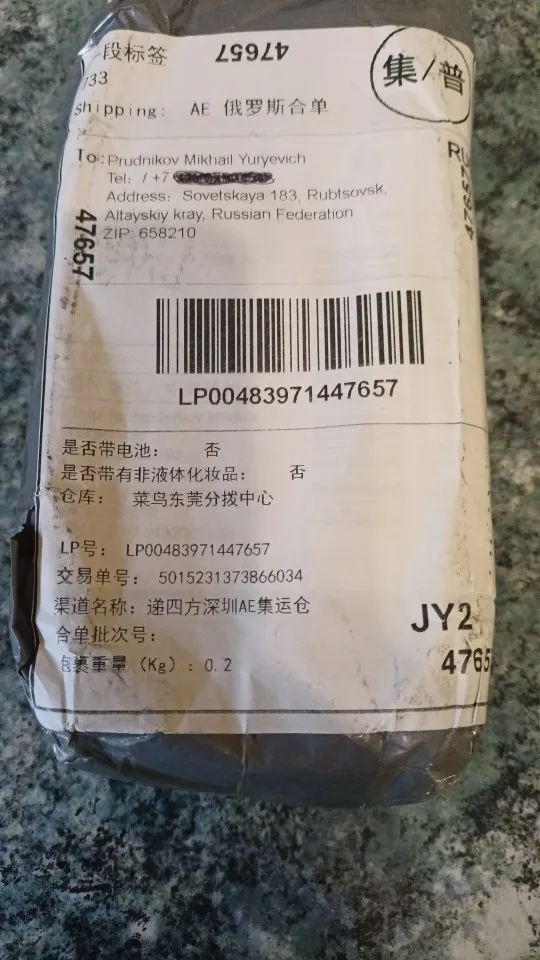 段标签
47657
集/普
733
Shipping: AE 俄罗斯合单
To: Prudnikov Mikhail Yuryevich
Tel: / +7
Address: Sovetskaya 183, Rubtsovsk,
Altayskiy kray, Russian Federation
ZIP: 658210
47657
RU
LP00483971447657
是否带电池: 否
是否带有非液体化妆品: 否
仓库: 菜鸟东莞分拨中心
LP号: LP00483971447657
交易单号: 5015231373866034
渠道名称: 递四方深圳AE集运仓
合单批次号:
包裹重量 (Kg) : 0.2
JY2
4765